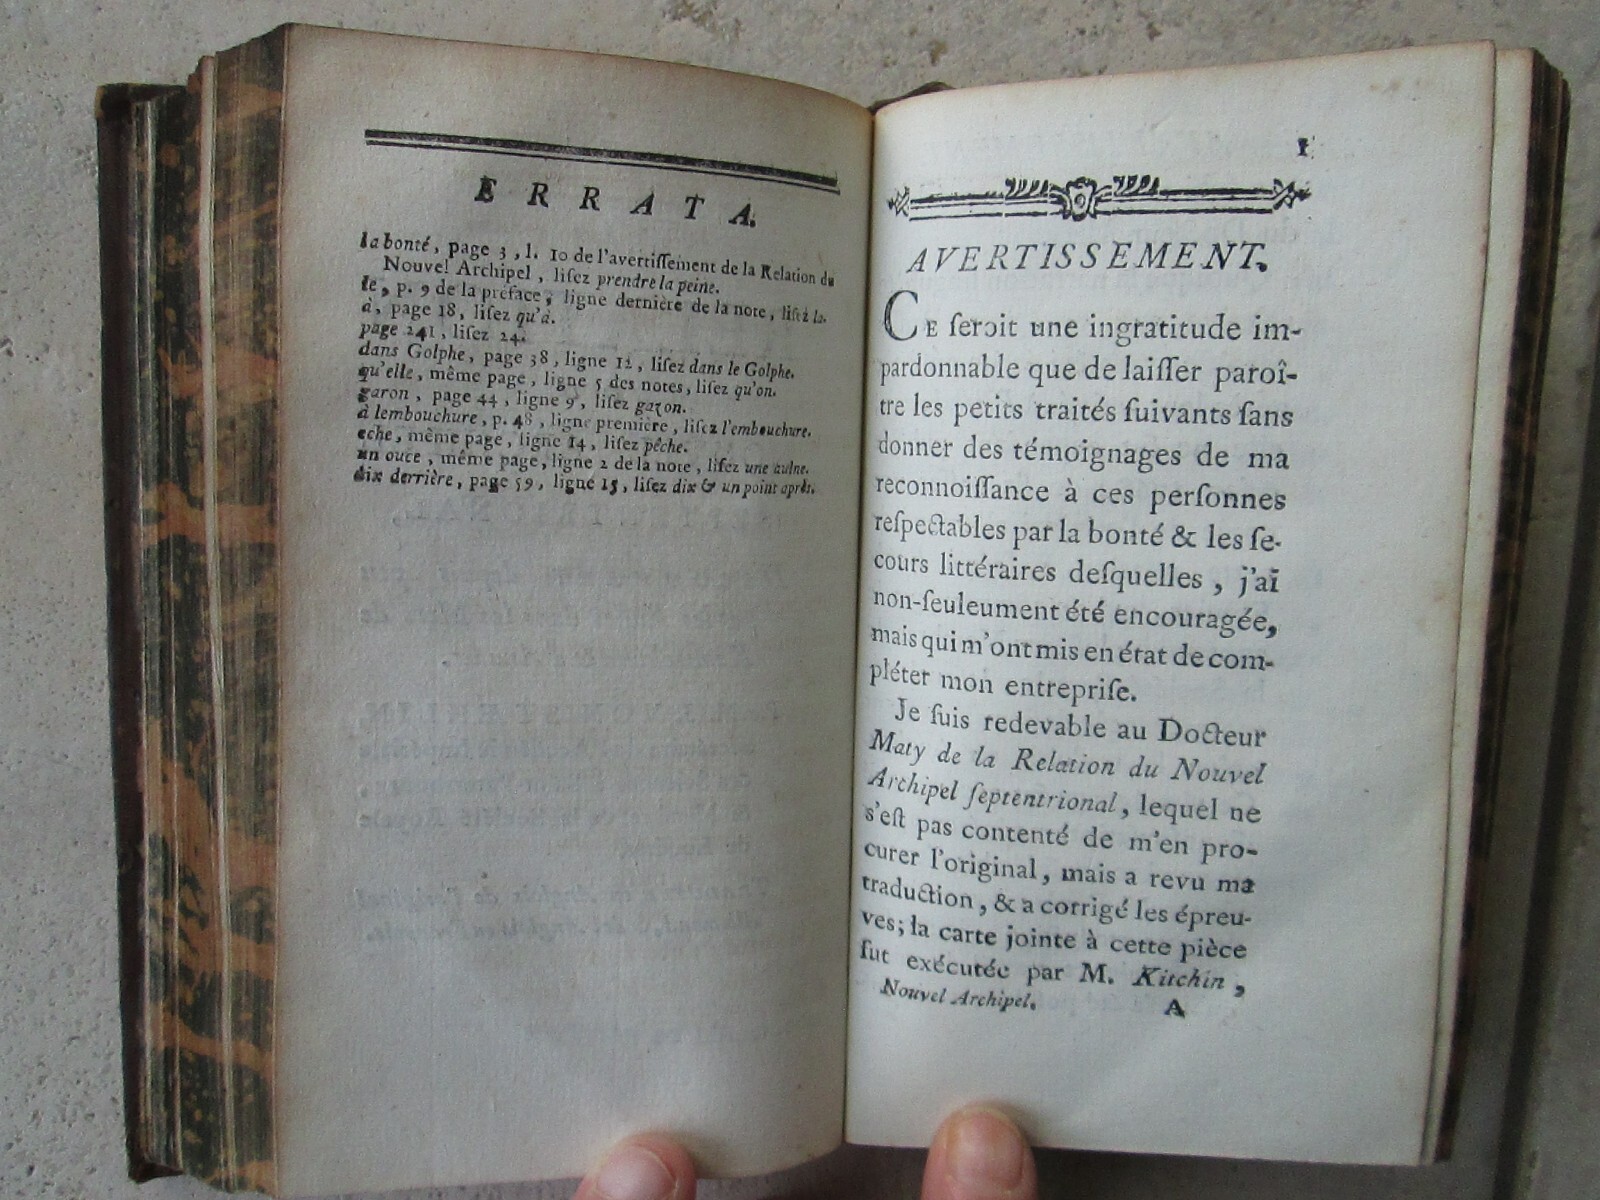 ERRATA.
la bonté, page 3, l. 10 de l'avertiſſement de la Relation du
Nouvel Archipel, liſez prendre la peine.
le, p. 9 de la préface, ligne dernière de la note, liſez la.
à, page 18, liſez qu'à.
page 241, liſez 24.
dans Golphe, page 38, ligne 12, liſez dans le Golphe.
qu'elle, même page, ligne 5 des notes, liſez qu'on.
garon, page 44, ligne 9, liſez gazon.
à lembouchure, p. 48, ligne première, liſez l'embouchure.
eche, même page, ligne 14, liſez pêche.
un ouce, même page, ligne 2 de la note, liſez une aulne.
dix derrière, page 59, ligne 15, liſez dix & un point après.
1
AVERTISSEMENT.
CE ſeroit une ingratitude im-
pardonnable que de laiſſer paroî-
tre les petits traités ſuivants ſans
donner des témoignages de ma
reconnoiſſance à ces perſonnes
reſpectables par la bonté & les ſe-
cours littéraires deſquelles, j'ai
non-ſeuleument été encouragée,
mais qui m'ont mis en état de com-
pléter mon entrepriſe.
Je ſuis redevable au Docteur
Maty de la Relation du Nouvel
Archipel ſeptentrional, lequel ne
s'eſt pas contenté de m'en pro-
curer l'original, mais a revu ma
traduction, & a corrigé les épreu-
ves; la carte jointe à cette pièce
fut exécutée par M. Kitchin,
Nouvel Archipel. A